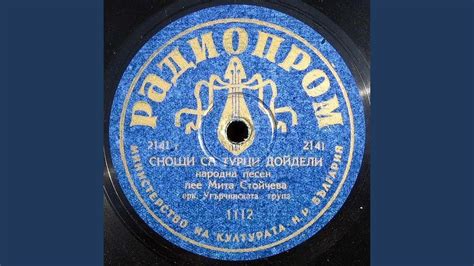 РАДИОПРОМ
2141 г 2141
СНОЩИ СА ТУРЦИ ДОЙДЕЛИ
народна песен
пее Мита Стойчева
орк. Угърчинската група
1112
МИНИСТЕРСТВО НА КУЛТУРАТА. Н. Р. БЪЛГАРИЯ